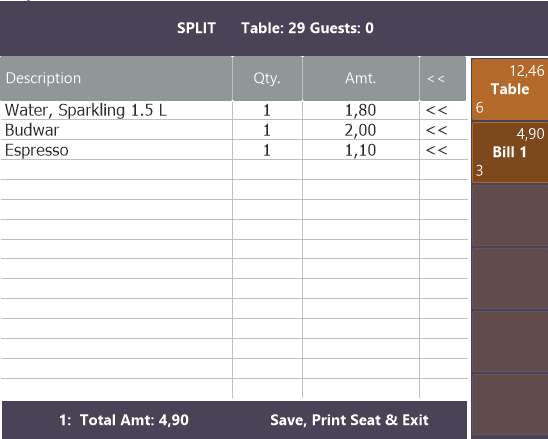 SPLIT Table: 29 Guests: 0
Description Qty. Amt. <<
Water, Sparkling 1.5 L 1 1,80 <<
Budwar 1 2,00 <<
Espresso 1 1,10 <<
1: Total Amt: 4,90 Save, Print Seat & Exit
12,46
Table
6
4,90
Bill 1
3